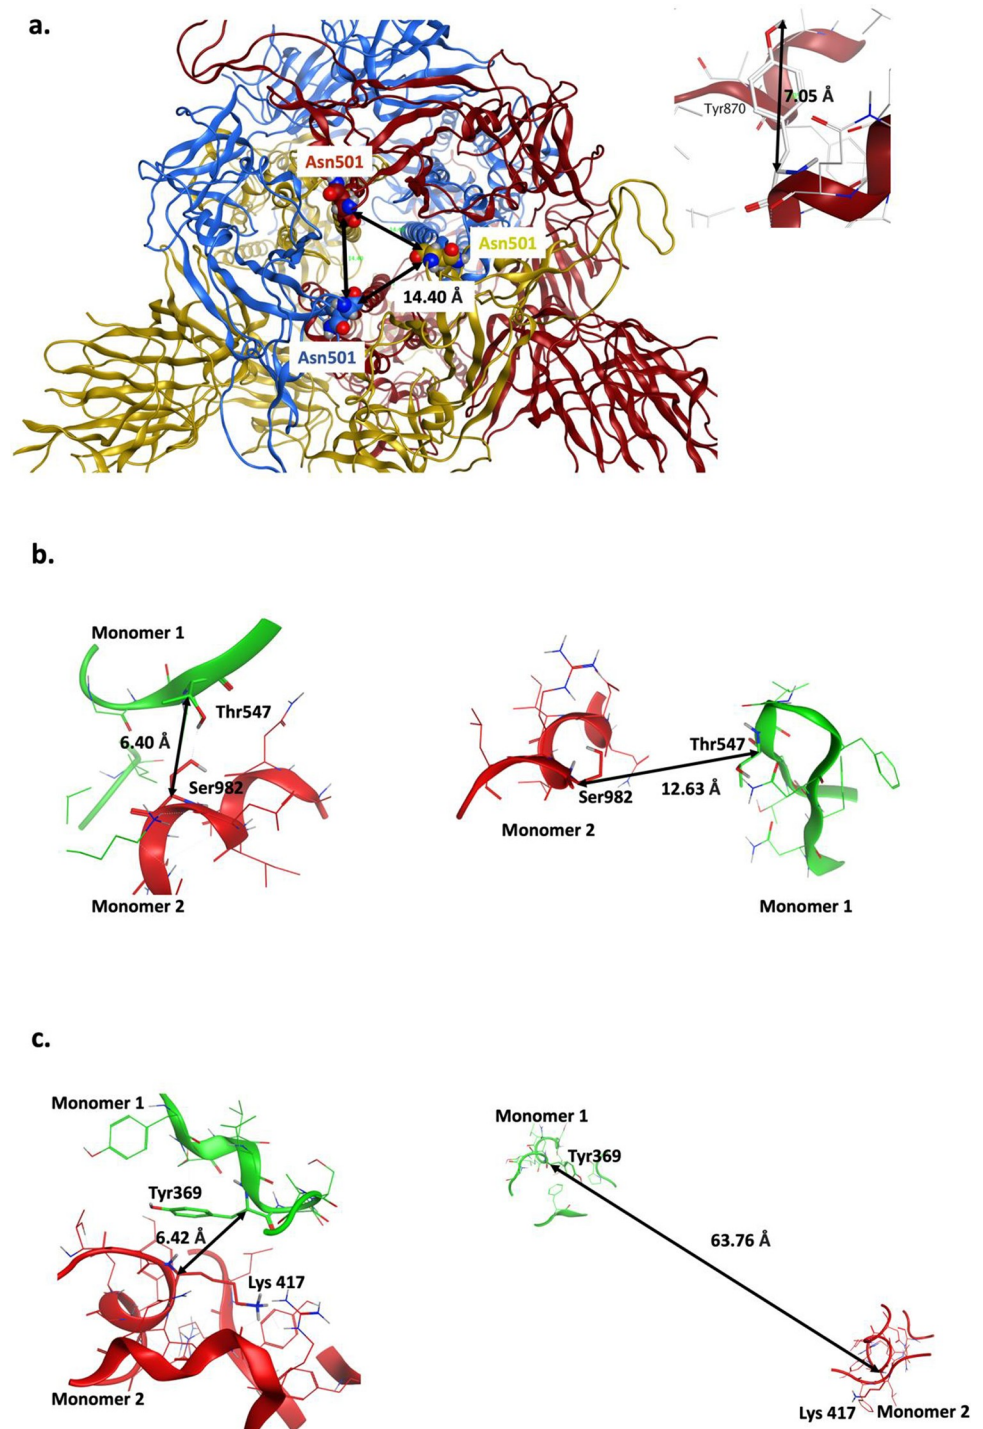 a.
7.05 Å
Tyr870
Asn501
Asn501
14.40 Å
Asn501
b.
Monomer 1
Thr547
6.40 Å
Ser982
Monomer 2
Thr547
Ser982
12.63 Å
Monomer 2
Monomer 1
c.
Monomer 1
Tyr369
6.42 Å
Lys 417
Monomer 2
Monomer 1
Tyr369
63.76 Å
Lys 417 Monomer 2